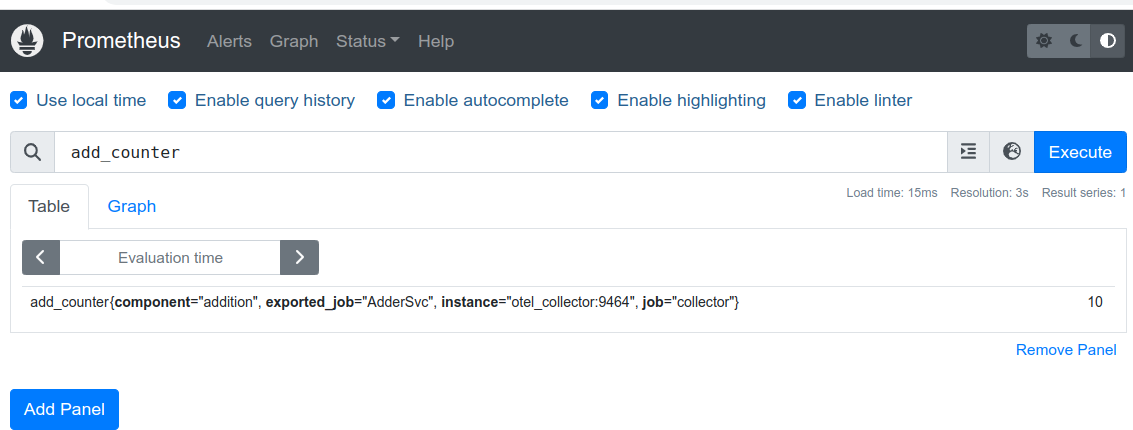 Prometheus Alerts Graph Status Help
Use local time Enable query history Enable autocomplete Enable highlighting Enable linter
add_counter Execute
Load time: 15ms Resolution: 3s Result series: 1
Table Graph
Evaluation time
add_counter{component="addition", exported_job="AdderSvc", instance="otel_collector:9464", job="collector"} 10
Remove Panel
Add Panel